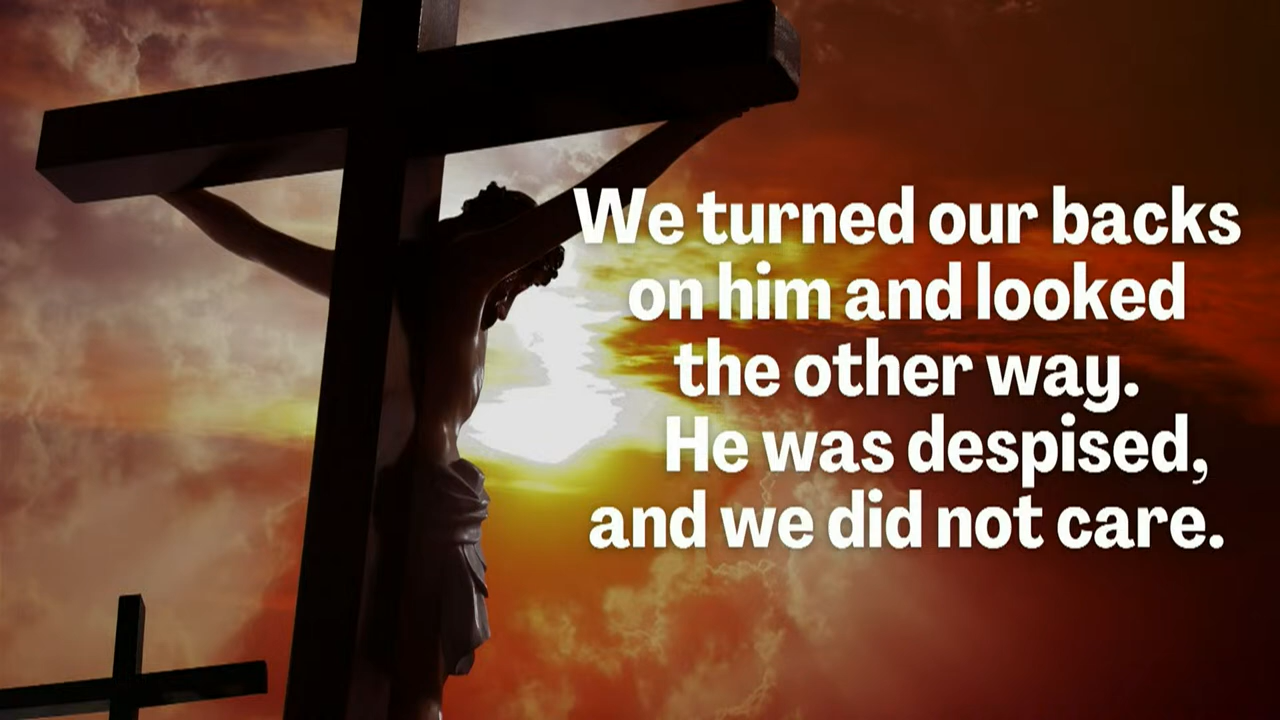 We turned our backs
on him and looked
the other way.
He was despised,
and we did not care.